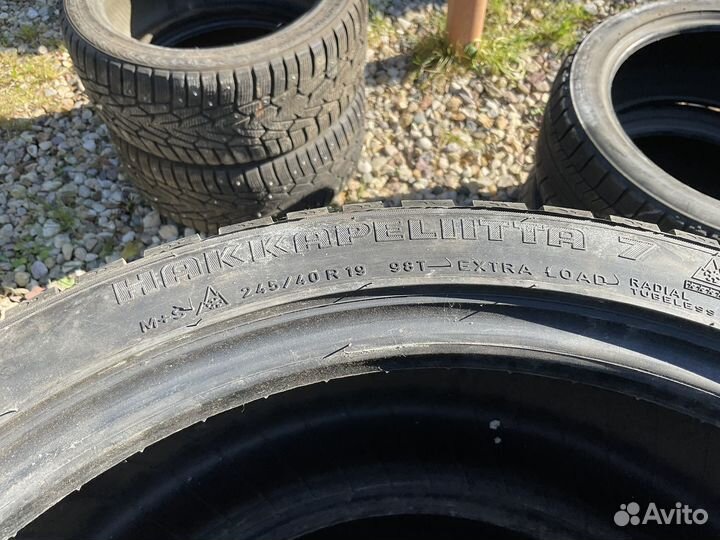 HAKKAPELIITTA 7
M+S 245/40 R 19 98T EXTRA LOAD RADIAL
TUBELESS
Avito